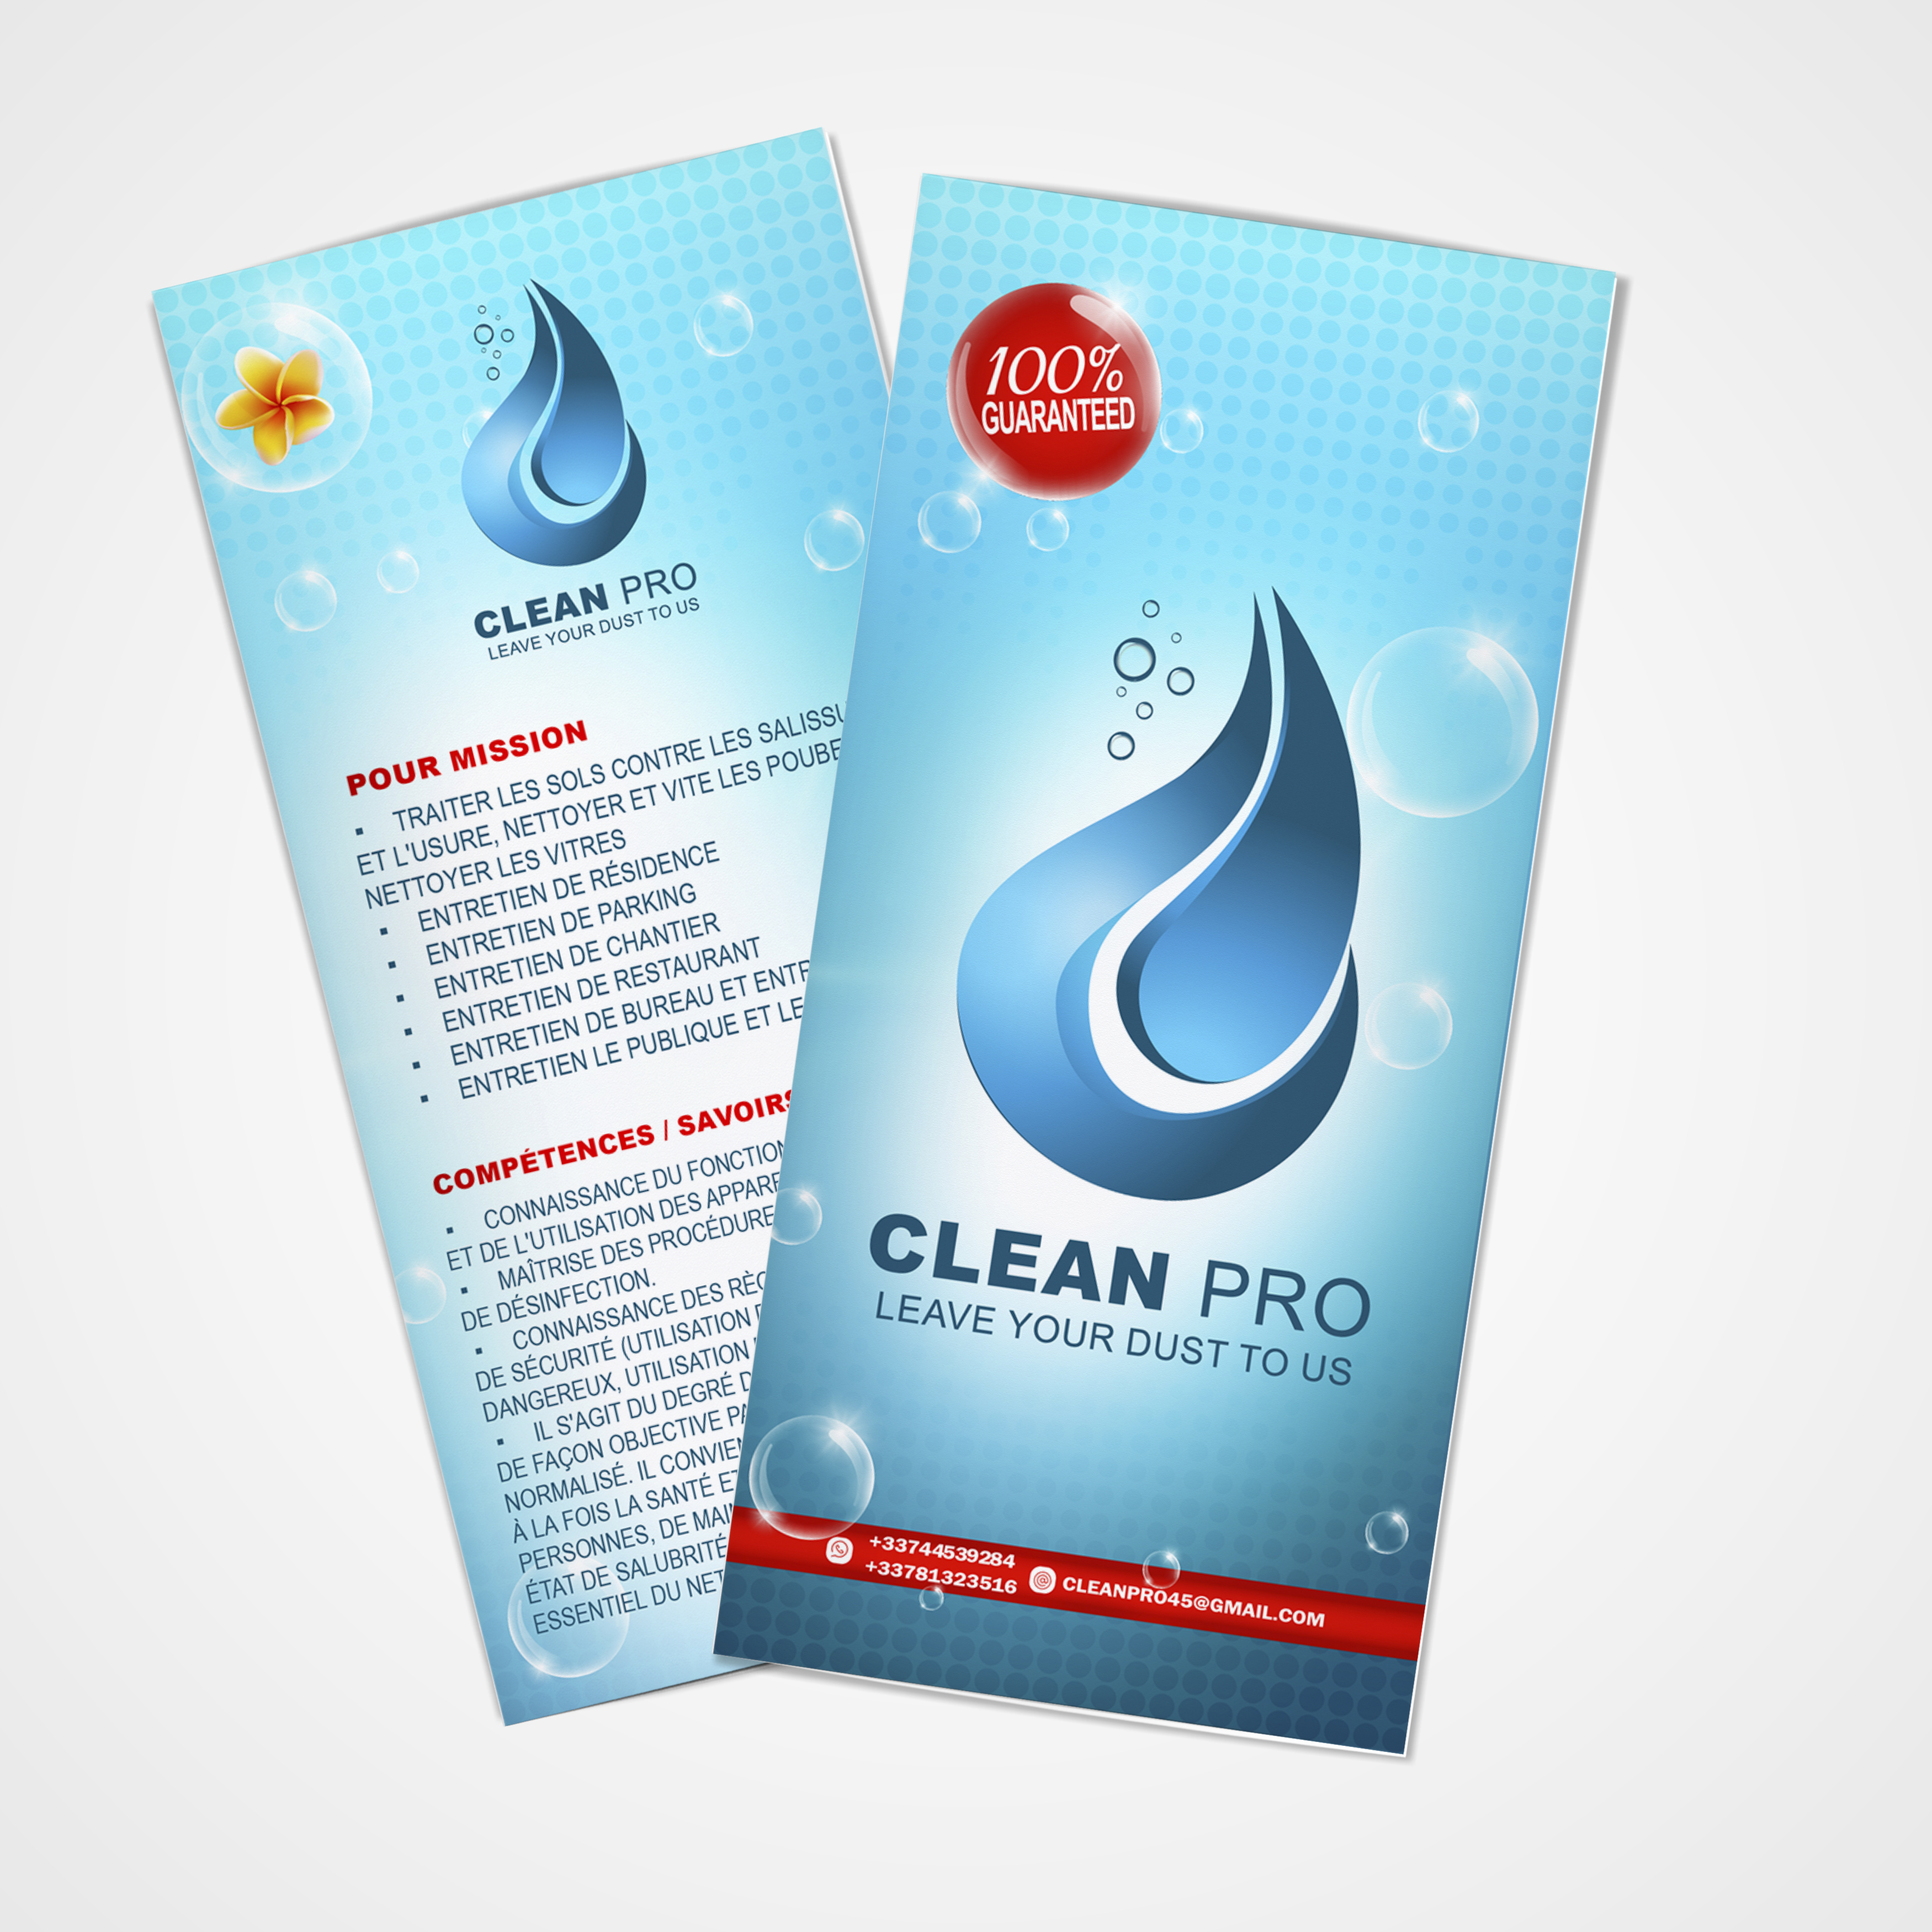 CLEAN PRO
LEAVE YOUR DUST TO US
POUR MISSION
▪ TRAITER LES SOLS CONTRE LES
ET L'USURE, NETTOYER ET VITE LES
NETTOYER LES VITRES
▪ ENTRETIEN DE RÉSIDENCE
▪ ENTRETIEN DE PARKING
▪ ENTRETIEN DE CHANTIER
▪ ENTRETIEN DE RESTAURANT
▪ ENTRETIEN DE BUREAU ET
▪ ENTRETIEN LE PUBLIQUE ET
COMPÉTENCES / SAVOIRS
▪ CONNAISSANCE DU
ET DE L'UTILISATION DES
▪ MAÎTRISE DES
DE DÉSINFECTION.
▪ CONNAISSANCE DES
DE SÉCURITÉ (UTILISATION
DANGEREUX, UTILISATION
▪ IL S'AGIT DU DEGRÉ
DE FAÇON OBJECTIVE
NORMALISÉ. IL
À LA FOIS LA SANTÉ
PERSONNES, DE
ÉTAT DE SALUBRITÉ
ESSENTIEL DU
100%
GUARANTEED
CLEAN PRO
LEAVE YOUR DUST TO US
+33744539284
+33781323516
CLEANPRO45@GMAIL.COM